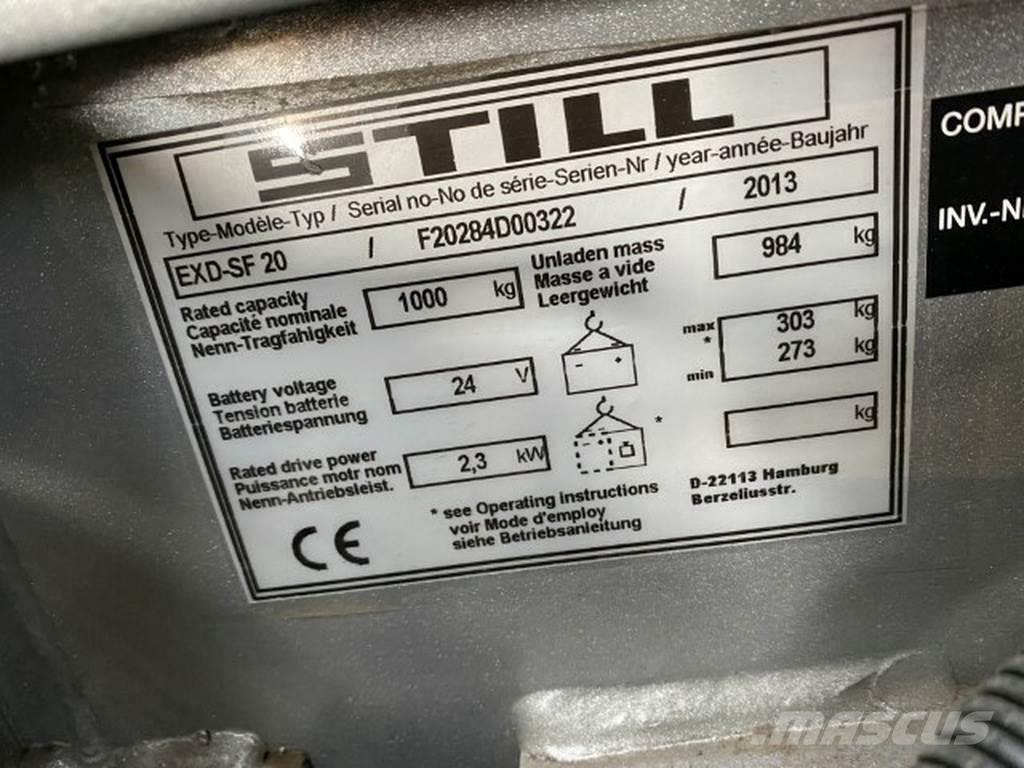 STILL
Type-Modèle-Typ / Serial no-No de série-Serien-Nr / year-année-Baujahr
EXD-SF 20 / F20284D00322 / 2013
Rated capacity
Capacité nominale
Nenn-Tragfahigkeit
1000 kg
Unladen mass
Masse a vide
Leergewicht
984 kg
Battery voltage
Tension batterie
Batteriespannung
24 V
- +
max 303 kg
*
min 273 kg
Rated drive power
Puissance motr nom
Nenn-Antriebsleist.
2,3 kW
*
kg
CE
* see Operating instructions
voir Mode d'employ
siehe Betriebsanleitung
D-22113 Hamburg
Berzeliusstr.
COMP
INV.-N
MASCUS